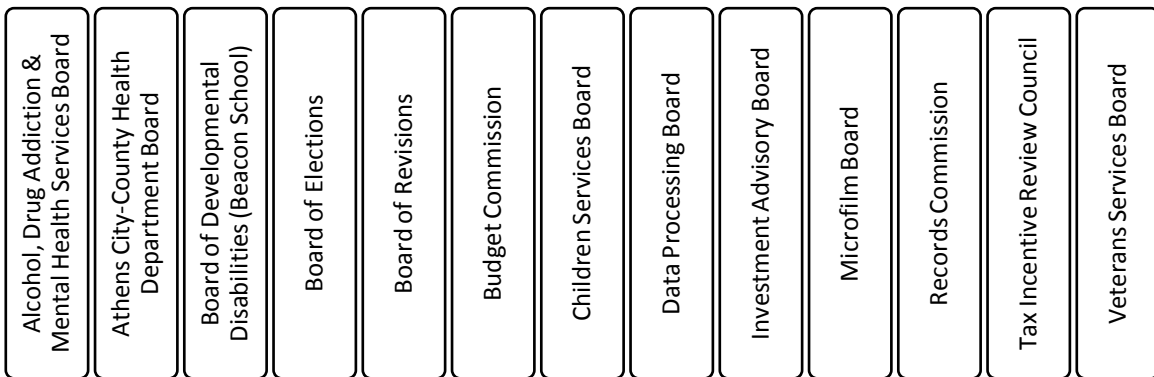 Alcohol, Drug Addiction &
Mental Health Services Board
Athens City-County Health
Department Board
Board of Developmental
Disabilities (Beacon School)
Board of Elections
Board of Revisions
Budget Commission
Children Services Board
Data Processing Board
Investment Advisory Board
Microfilm Board
Records Commission
Tax Incentive Review Council
Veterans Services Board